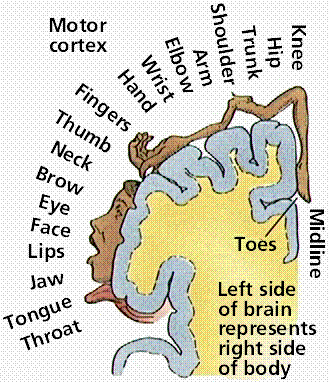 Motor
cortex
Throat
Tongue
Jaw
Lips
Face
Eye
Brow
Neck
Thumb
Fingers
Hand
Wrist
Elbow
Arm
Shoulder
Trunk
Hip
Knee
Midline
Toes
Left side
of brain
represents
right side
of body